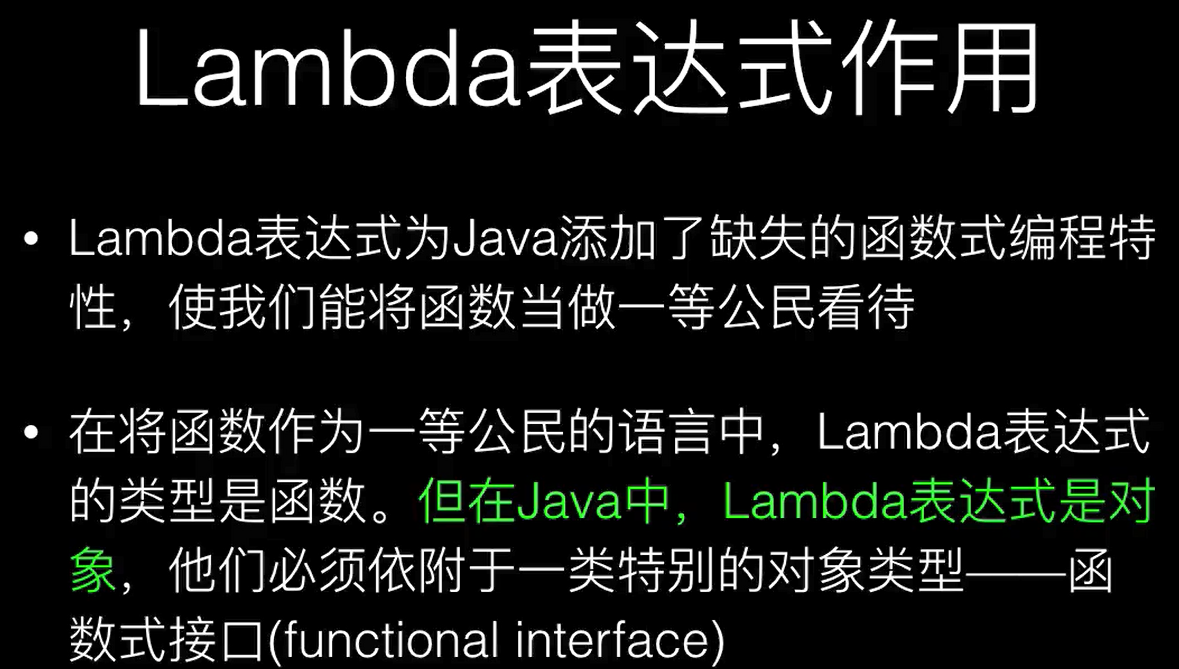 Lambda表达式作用
• Lambda表达式为Java添加了缺失的函数式编程特
性，使我们能将函数当做一等公民看待
• 在将函数作为一等公民的语言中，Lambda表达式
的类型是函数。但在Java中，Lambda表达式是对
象，他们必须依附于一类特别的对象类型——函
数式接口(functional interface)